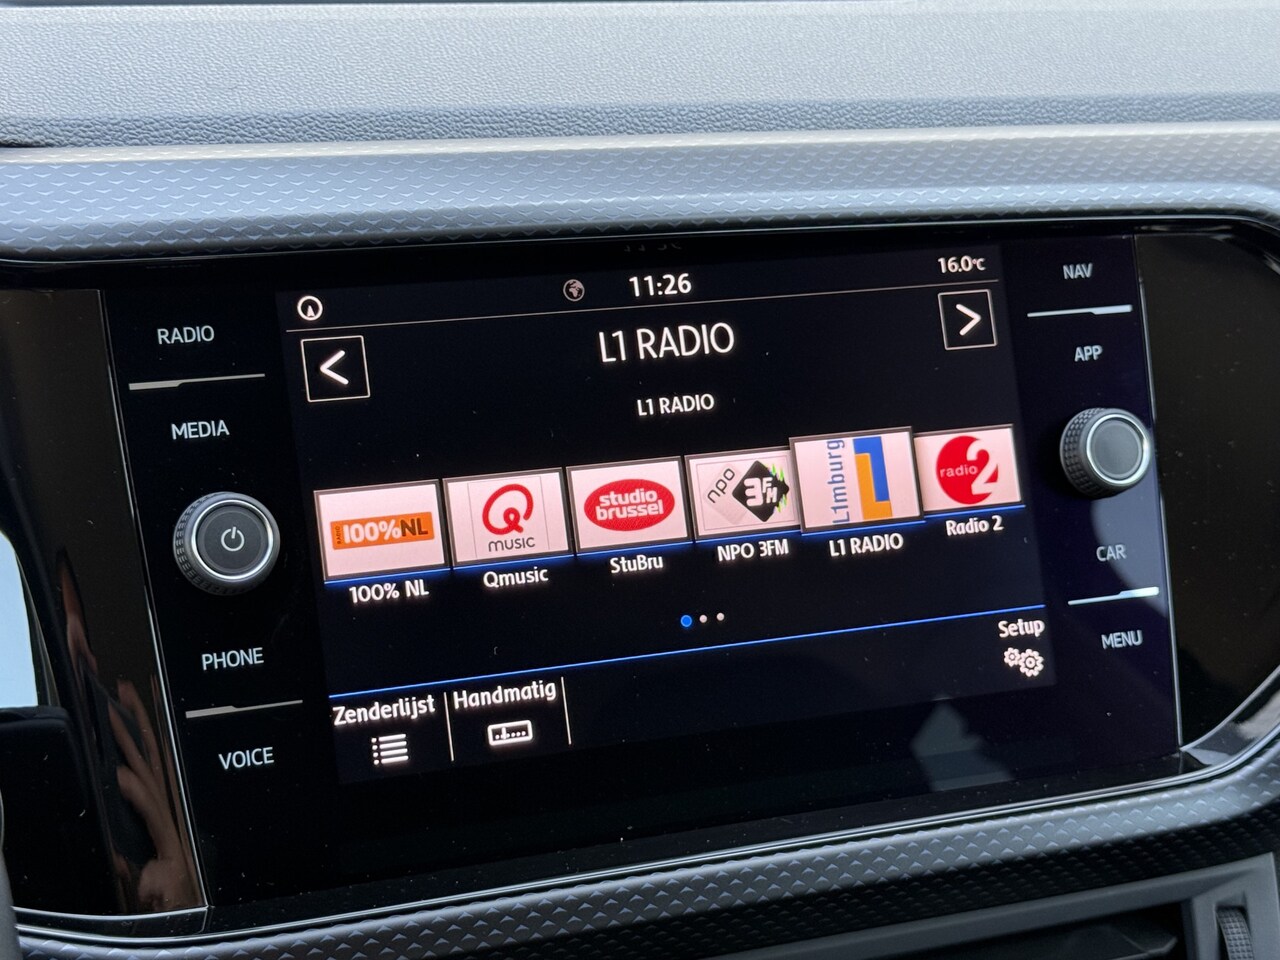 11:26
16.0°C
NAV
RADIO
L1 RADIO
APP
MEDIA
L1 RADIO
100%NL
Q MUSIC
studio brussel
npo 3FM
L1mburg
radio 2
100% NL
Qmusic
StuBru
NPO 3FM
L1 RADIO
Radio 2
CAR
PHONE
Setup
MENU
Zenderlijst
Handmatig
VOICE